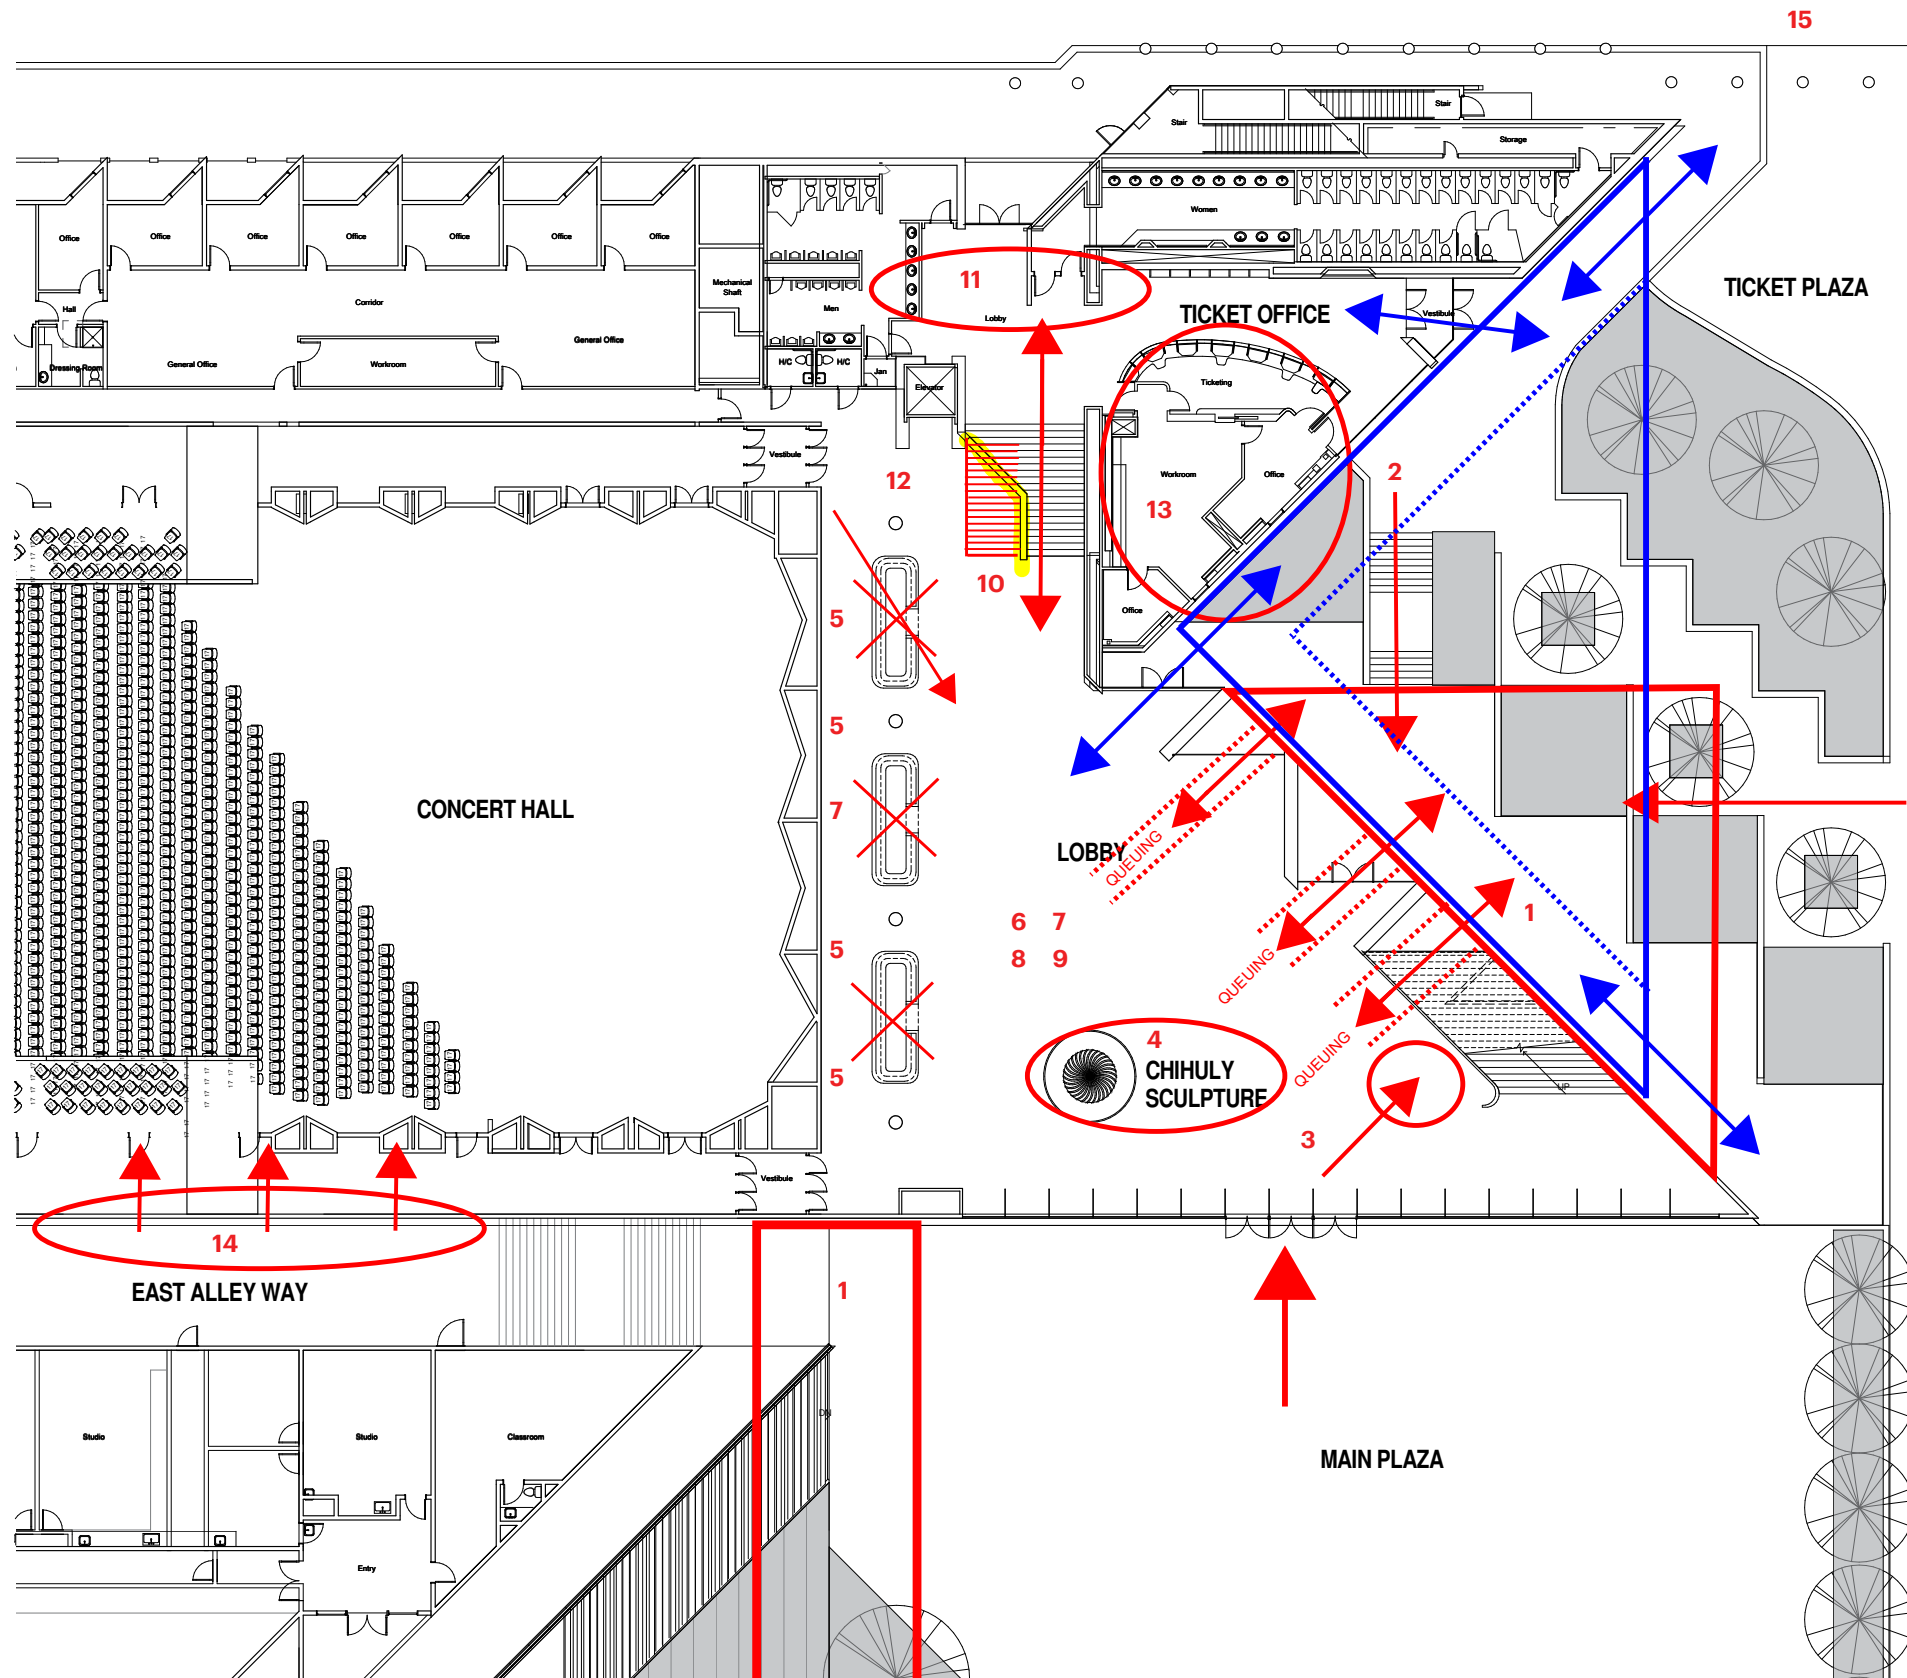 15
Stair
Stair
Storage
Women
Office
Office
Office
Office
Office
Office
Office
Mechanical
Shaft
11
Men
Lobby
TICKET OFFICE
Vestibule
TICKET PLAZA
Hall
Corridor
General Office
General Office
Workroom
Dressing Room
H/C
H/C
Jan
Elevator
Ticketing
Vestibule
12
Workroom
Office
2
13
10
Office
5
5
7
CONCERT HALL
LOBBY
QUEUING
6 7
8 9
1
5
QUEUING
4
CHIHULY
SCULPTURE
QUEUING
UP
5
3
Vestibule
14
EAST ALLEY WAY
1
DN
Studio
Studio
Classroom
MAIN PLAZA
Entry